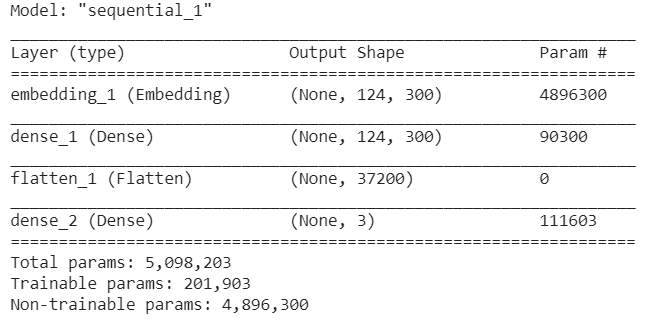 Model: "sequential_1"
Layer (type) Output Shape Param #
embedding_1 (Embedding) (None, 124, 300) 4896300
dense_1 (Dense) (None, 124, 300) 90300
flatten_1 (Flatten) (None, 37200) 0
dense_2 (Dense) (None, 3) 111603
Total params: 5,098,203
Trainable params: 201,903
Non-trainable params: 4,896,300